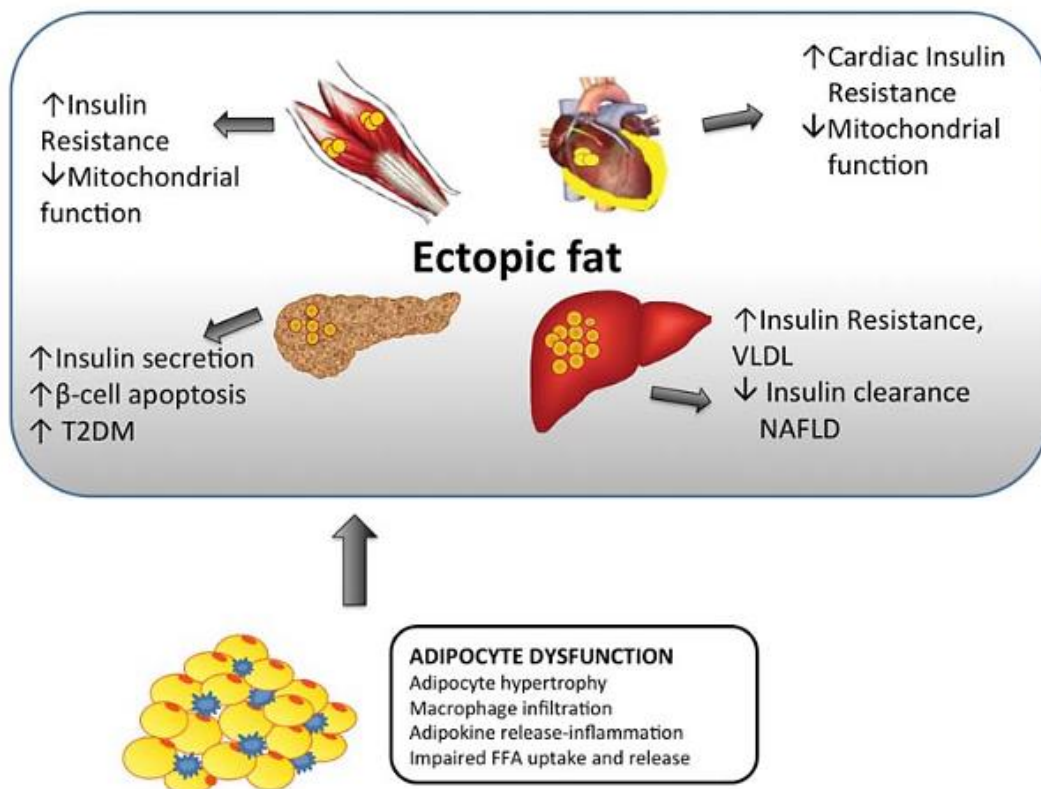 ↑Insulin
Resistance
↓Mitochondrial
function
↑Cardiac Insulin
Resistance
↓Mitochondrial
function
Ectopic fat
↑Insulin secretion
↑β-cell apoptosis
↑ T2DM
↑Insulin Resistance,
VLDL
↓ Insulin clearance
NAFLD
ADIPOCYTE DYSFUNCTION
Adipocyte hypertrophy
Macrophage infiltration
Adipokine release-inflammation
Impaired FFA uptake and release